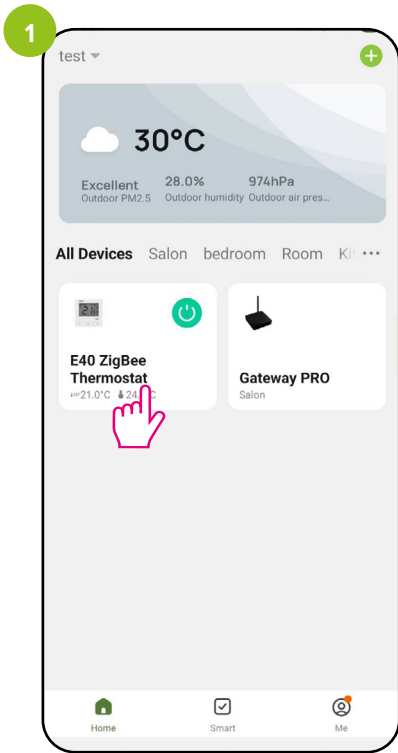 1
test
30°C
Excellent 28.0% 974hPa
Outdoor PM2.5 Outdoor humidity Outdoor air pres...
All Devices Salon bedroom Room ...
E40 ZigBee
Thermostat
21.0°C
Gateway PRO
Salon
Home Smart Me